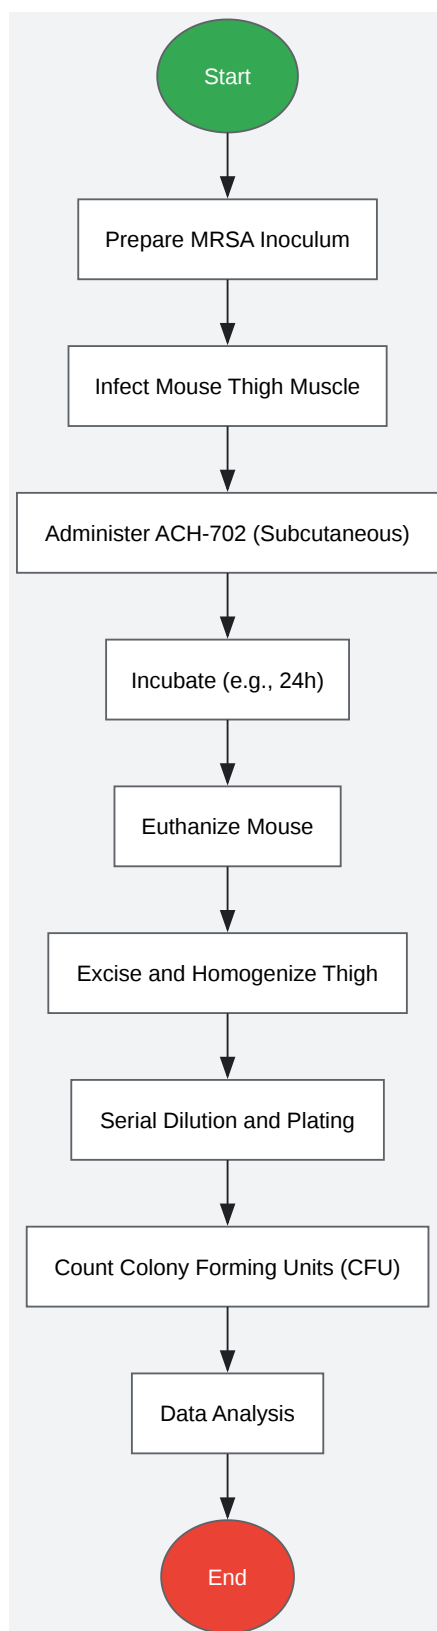 Start
Prepare MRSA Inoculum
Infect Mouse Thigh Muscle
Administer ACH-702 (Subcutaneous)
Incubate (e.g., 24h)
Euthanize Mouse
Excise and Homogenize Thigh
Serial Dilution and Plating
Count Colony Forming Units (CFU)
Data Analysis
End